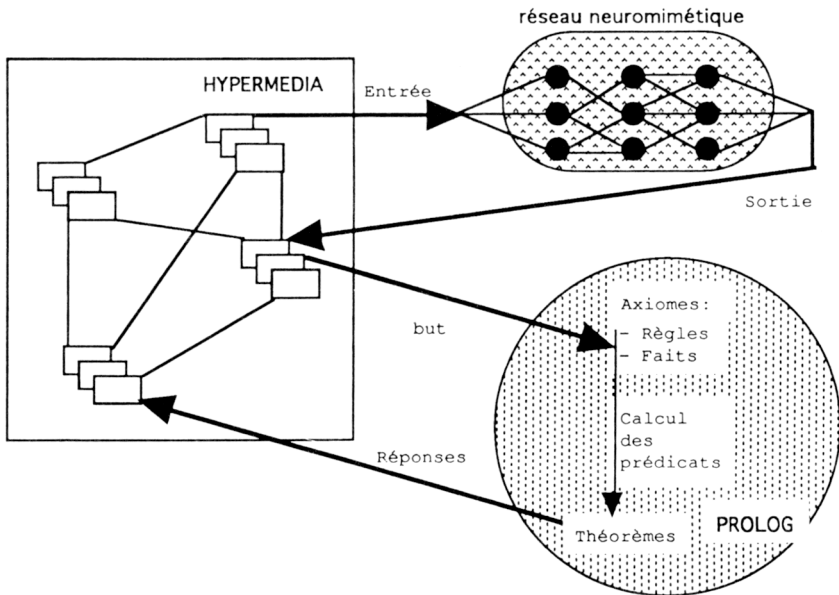 réseau neuromimétique
HYPERMEDIA
Entrée
Sortie
but
Axiomes:
- Règles
- Faits
Calcul
des
prédicats
Réponses
Théorèmes
PROLOG